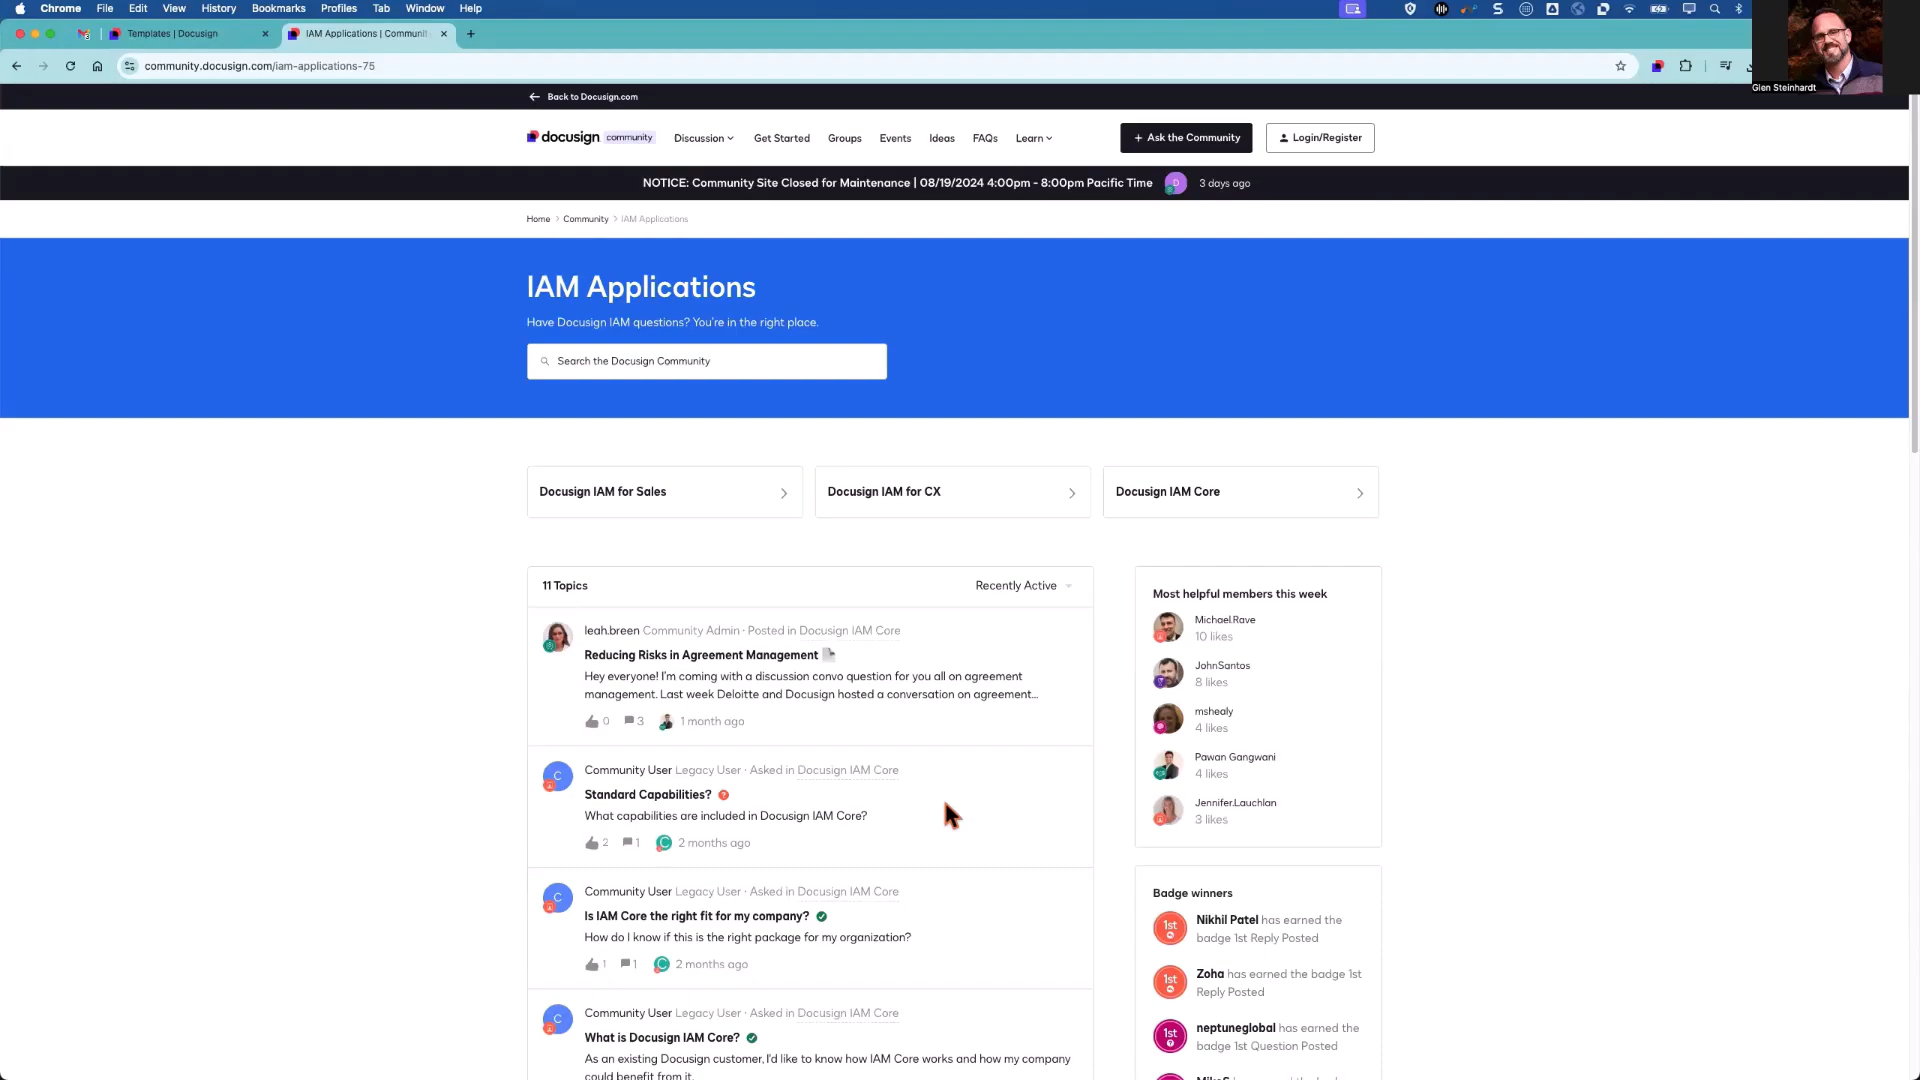 Chrome File Edit View History Bookmarks Profiles Tab Window Help
Templates | Docusign
IAM Applications | Communit
community.docusign.com/iam-applications-75
Glen Steinhardt
Back to Docusign.com
docusign community
Discussion
Get Started
Groups
Events
Ideas
FAQs
Learn
+ Ask the Community
Login/Register
NOTICE: Community Site Closed for Maintenance | 08/19/2024 4:00pm - 8:00pm Pacific Time
D
3 days ago
Home > Community > IAM Applications
IAM Applications
Have Docusign IAM questions? You're in the right place.
Search the Docusign Community
Docusign IAM for Sales
Docusign IAM for CX
Docusign IAM Core
11 Topics
Recently Active
leah.breen Community Admin · Posted in Docusign IAM Core
Reducing Risks in Agreement Management
Hey everyone! I'm coming with a discussion convo question for you all on agreement
management. Last week Deloitte and Docusign hosted a conversation on agreement...
0 3 1 month ago
C
Community User Legacy User · Asked in Docusign IAM Core
Standard Capabilities?
What capabilities are included in Docusign IAM Core?
2 1 C 2 months ago
C
Community User Legacy User · Asked in Docusign IAM Core
Is IAM Core the right fit for my company?
How do I know if this is the right package for my organization?
1 1 C 2 months ago
C
Community User Legacy User · Asked in Docusign IAM Core
What is Docusign IAM Core?
As an existing Docusign customer, I'd like to know how IAM Core works and how my company
could benefit from it.
Most helpful members this week
Michael.Rave
10 likes
JohnSantos
8 likes
mshealy
4 likes
Pawan Gangwani
4 likes
Jennifer.Lauchlan
3 likes
Badge winners
1st
Nikhil Patel has earned the
badge 1st Reply Posted
1st
Zoha has earned the badge 1st
Reply Posted
1st
neptuneglobal has earned the
badge 1st Question Posted